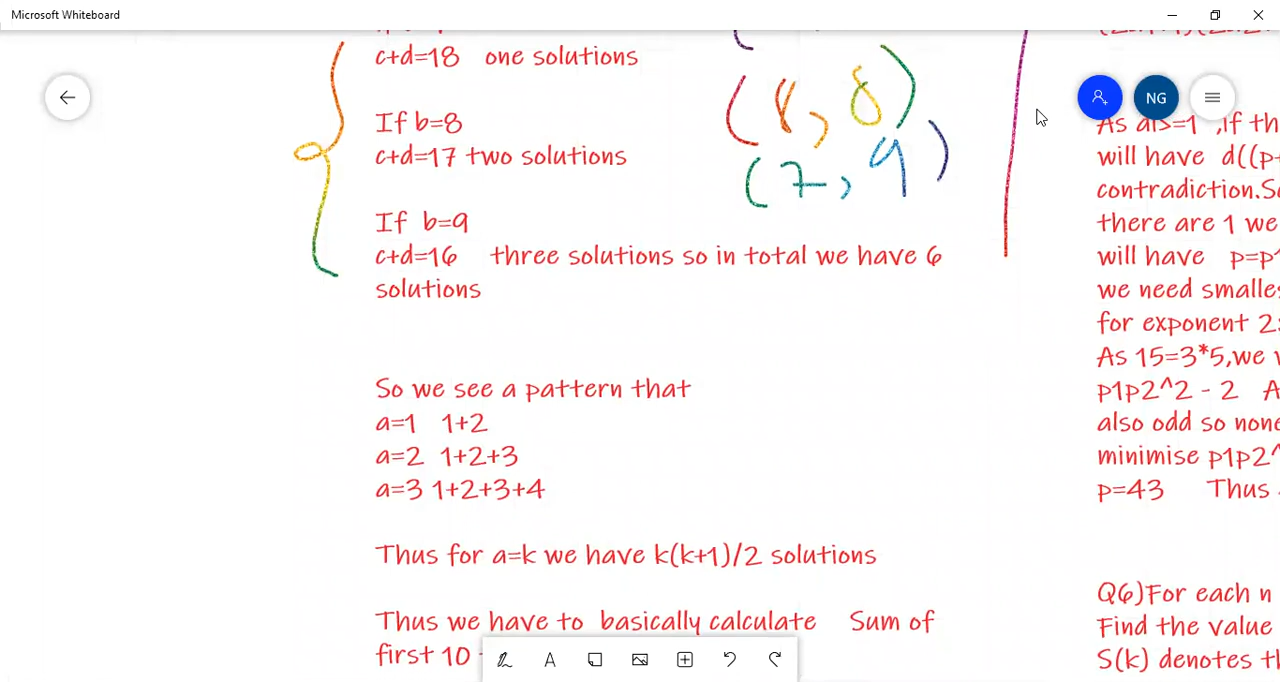 Microsoft Whiteboard
NG
c+d=18 one solutions
(8,8)
If b=8
c+d=17 two solutions
(7,9)
If b=9
c+d=16 three solutions so in total we have 6
solutions
So we see a pattern that
a=1 1+2
a=2 1+2+3
a=3 1+2+3+4
Thus for a=k we have k(k+1)/2 solutions
Thus we have to basically calculate Sum of
first 10
will have d((p+
contradiction.So
there are 1 we
will have p=p1
we need smalles
for exponent 2
As 15=3*5,we w
p1p2^2 - 2 A
also odd so none
minimise p1p2^
p=43 Thus
Q6)For each n
Find the value
S(k) denotes th